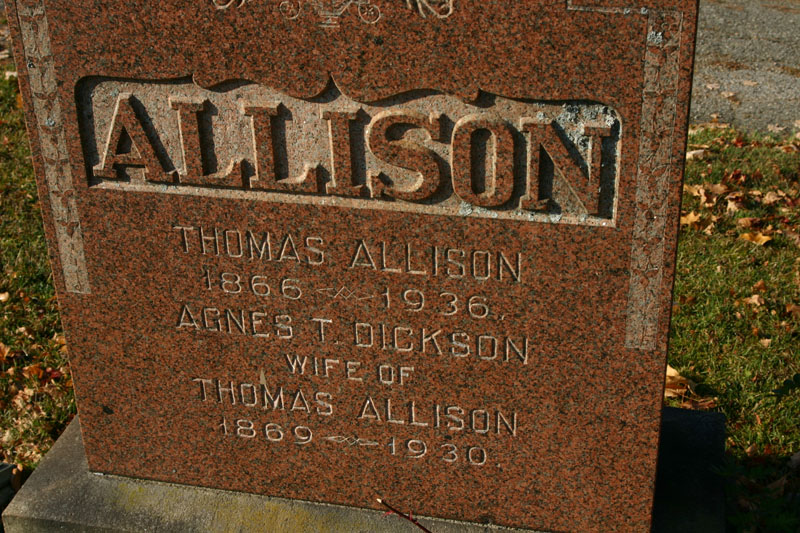 ALLISON
THOMAS ALLISON
1866 - 1936.
AGNES T. DICKSON
WIFE OF
THOMAS ALLISON
1869 - 1930.